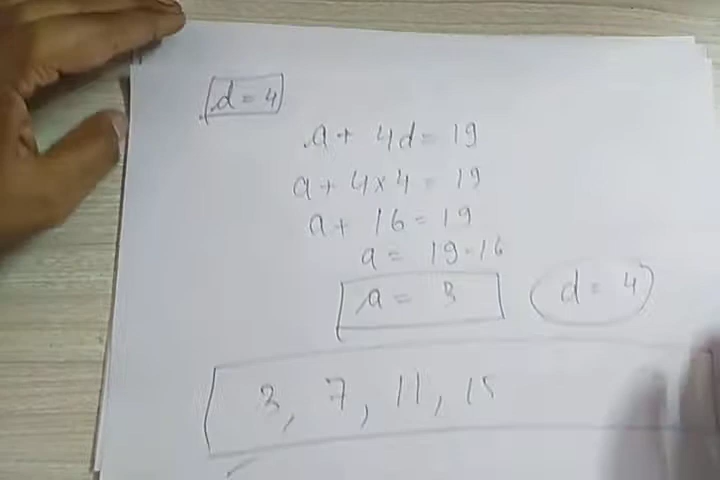 d = 4
a + 4d = 19
a + 4 × 4 = 19
a + 16 = 19
a = 19 - 16
a = 3 d = 4
3, 7, 11, 15